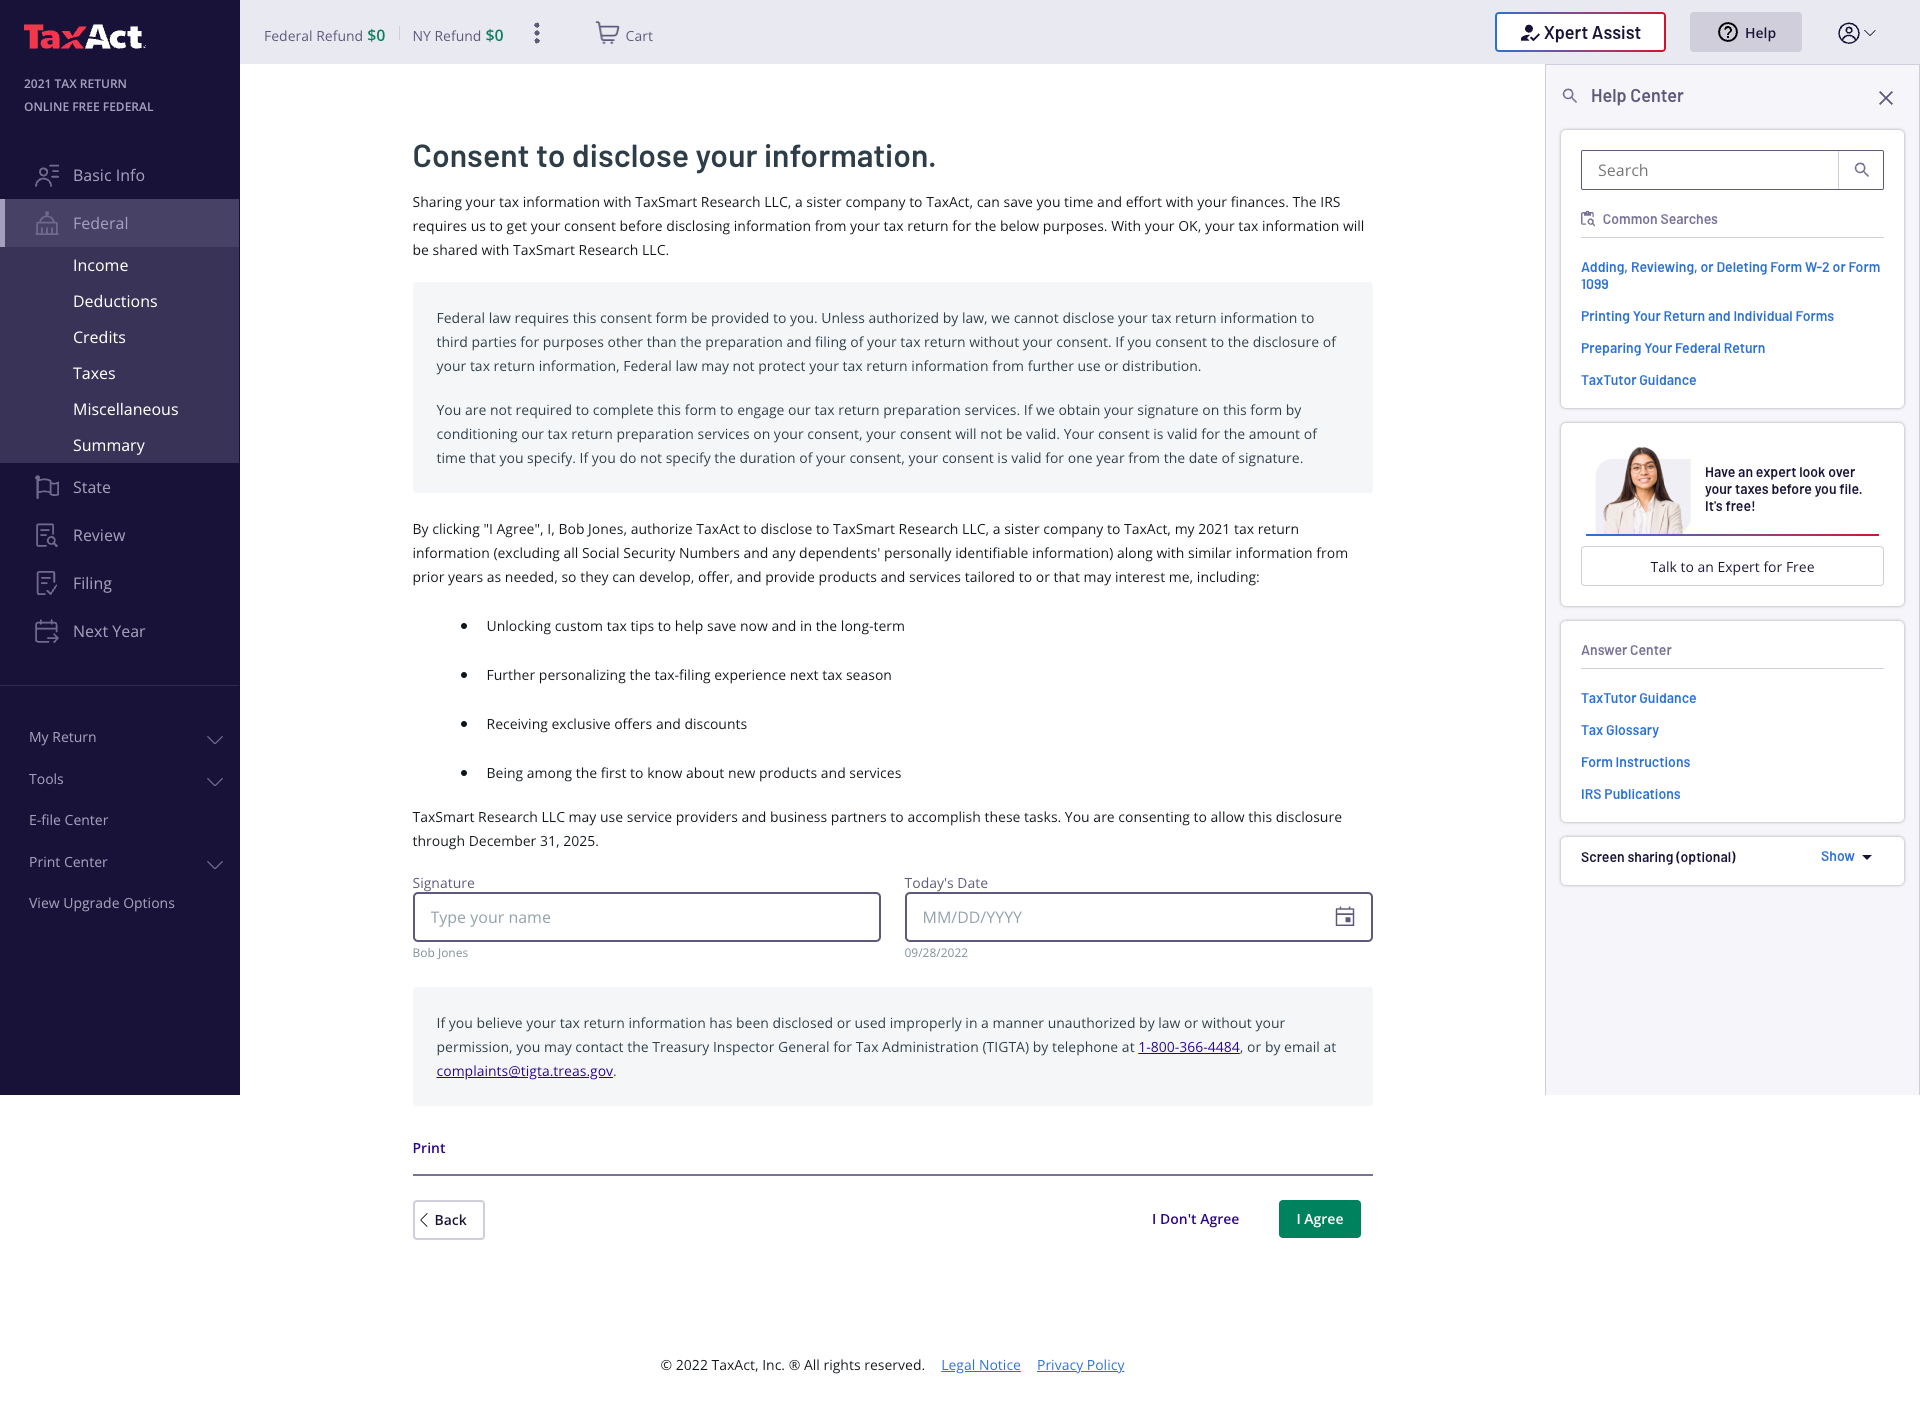 TaxAct.
2021 TAX RETURN
ONLINE FREE FEDERAL
Basic Info
Federal
Income
Deductions
Credits
Taxes
Miscellaneous
Summary
State
Review
Filing
Next Year
My Return
Tools
E-file Center
Print Center
View Upgrade Options
Federal Refund $0
NY Refund $0
Cart
Xpert Assist
Help
Consent to disclose your information.
Sharing your tax information with TaxSmart Research LLC, a sister company to TaxAct, can save you time and effort with your finances. The IRS
requires us to get your consent before disclosing information from your tax return for the below purposes. With your OK, your tax information will
be shared with TaxSmart Research LLC.
Federal law requires this consent form be provided to you. Unless authorized by law, we cannot disclose your tax return information to
third parties for purposes other than the preparation and filing of your tax return without your consent. If you consent to the disclosure of
your tax return information, Federal law may not protect your tax return information from further use or distribution.
You are not required to complete this form to engage our tax return preparation services. If we obtain your signature on this form by
conditioning our tax return preparation services on your consent, your consent will not be valid. Your consent is valid for the amount of
time that you specify. If you do not specify the duration of your consent, your consent is valid for one year from the date of signature.
By clicking "I Agree", I, Bob Jones, authorize TaxAct to disclose to TaxSmart Research LLC, a sister company to TaxAct, my 2021 tax return
information (excluding all Social Security Numbers and any dependents' personally identifiable information) along with similar information from
prior years as needed, so they can develop, offer, and provide products and services tailored to or that may interest me, including:
• Unlocking custom tax tips to help save now and in the long-term
• Further personalizing the tax-filing experience next tax season
• Receiving exclusive offers and discounts
• Being among the first to know about new products and services
TaxSmart Research LLC may use service providers and business partners to accomplish these tasks. You are consenting to allow this disclosure
through December 31, 2025.
Signature
Type your name
Bob Jones
Today's Date
MM/DD/YYYY
09/28/2022
If you believe your tax return information has been disclosed or used improperly in a manner unauthorized by law or without your
permission, you may contact the Treasury Inspector General for Tax Administration (TIGTA) by telephone at 1-800-366-4484, or by email at
complaints@tigta.treas.gov.
Print
Back
I Don't Agree
I Agree
© 2022 TaxAct, Inc. ® All rights reserved. Legal Notice Privacy Policy
Help Center
Search
Common Searches
Adding, Reviewing, or Deleting Form W-2 or Form
1099
Printing Your Return and Individual Forms
Preparing Your Federal Return
TaxTutor Guidance
Have an expert look over
your taxes before you file.
It's free!
Talk to an Expert for Free
Answer Center
TaxTutor Guidance
Tax Glossary
Form Instructions
IRS Publications
Screen sharing (optional)
Show